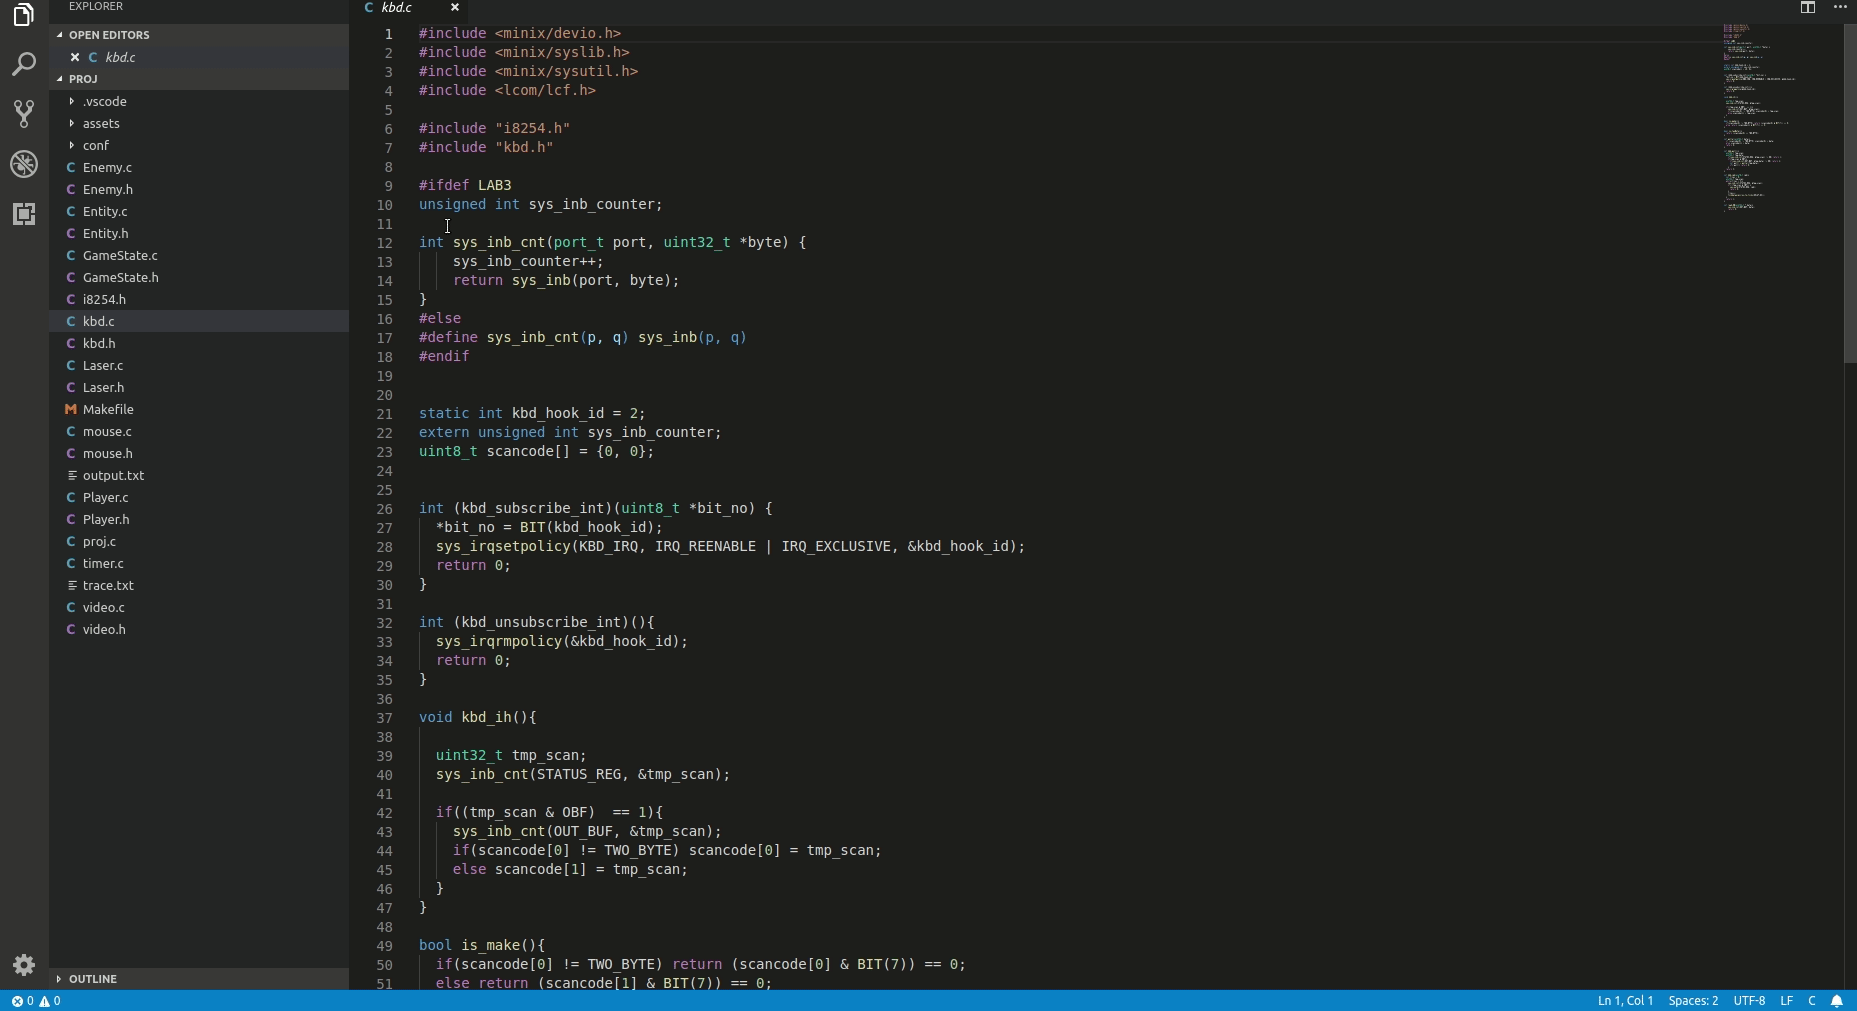 EXPLORER
OPEN EDITORS
kbd.c
PROJ
.vscode
assets
conf
Enemy.c
Enemy.h
Entity.c
Entity.h
GameState.c
GameState.h
i8254.h
kbd.c
kbd.h
Laser.c
Laser.h
Makefile
mouse.c
mouse.h
output.txt
Player.c
Player.h
proj.c
timer.c
trace.txt
video.c
video.h
OUTLINE
kbd.c
1 #include <minix/devio.h>
2 #include <minix/syslib.h>
3 #include <minix/sysutil.h>
4 #include <lcom/lcf.h>
5
6 #include "i8254.h"
7 #include "kbd.h"
8
9 #ifdef LAB3
10 unsigned int sys_inb_counter;
11
12 int sys_inb_cnt(port_t port, uint32_t *byte) {
13 sys_inb_counter++;
14 return sys_inb(port, byte);
15 }
16 #else
17 #define sys_inb_cnt(p, q) sys_inb(p, q)
18 #endif
19
20
21 static int kbd_hook_id = 2;
22 extern unsigned int sys_inb_counter;
23 uint8_t scancode[] = {0, 0};
24
25
26 int (kbd_subscribe_int)(uint8_t *bit_no) {
27 *bit_no = BIT(kbd_hook_id);
28 sys_irqsetpolicy(KBD_IRQ, IRQ_REENABLE | IRQ_EXCLUSIVE, &kbd_hook_id);
29 return 0;
30 }
31
32 int (kbd_unsubscribe_int)(){
33 sys_irqrmpolicy(&kbd_hook_id);
34 return 0;
35 }
36
37 void kbd_ih(){
38
39 uint32_t tmp_scan;
40 sys_inb_cnt(STATUS_REG, &tmp_scan);
41
42 if((tmp_scan & OBF)  == 1){
43 sys_inb_cnt(OUT_BUF, &tmp_scan);
44 if(scancode[0] != TWO_BYTE) scancode[0] = tmp_scan;
45 else scancode[1] = tmp_scan;
46 }
47 }
48
49 bool is_make(){
50 if(scancode[0] != TWO_BYTE) return (scancode[0] & BIT(7)) == 0;
51 else return (scancode[1] & BIT(7)) == 0;
0 0
Ln 1, Col 1 Spaces: 2 UTF-8 LF C